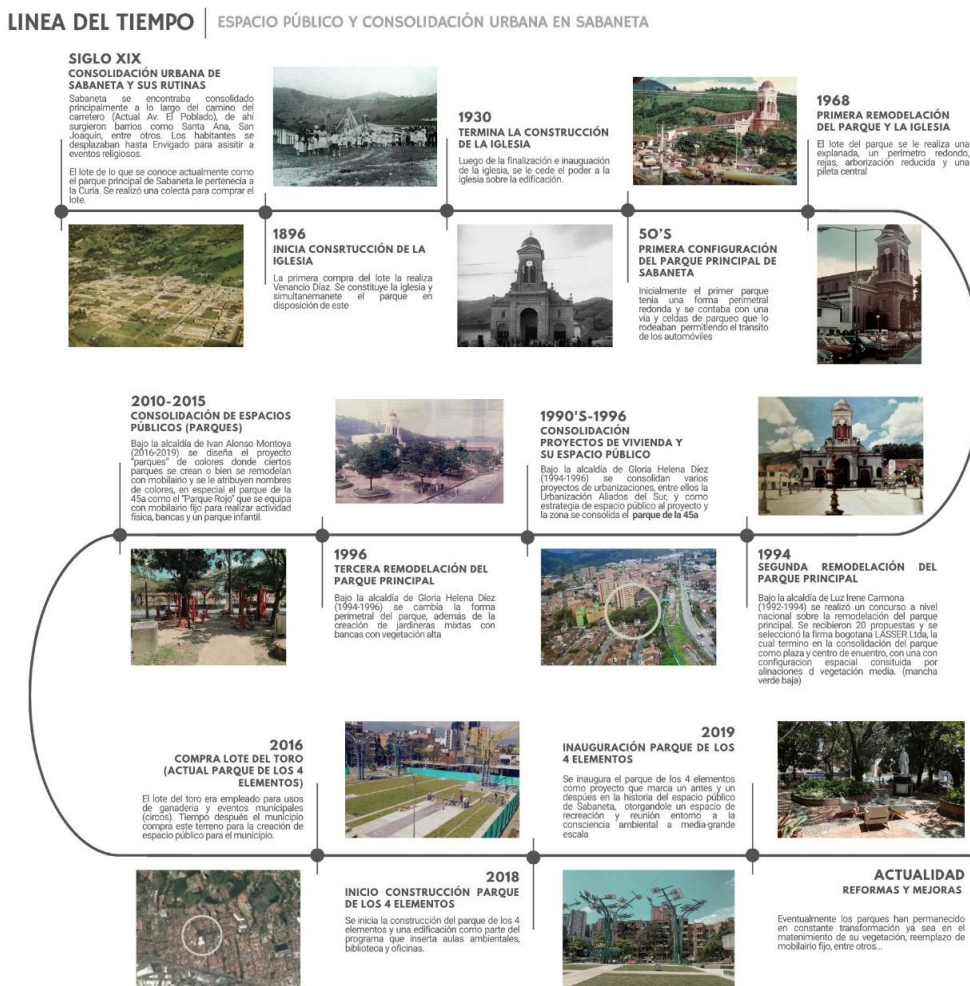 LINEA DEL TIEMPO
ESPACIO PÚBLICO Y CONSOLIDACIÓN URBANA EN SABANETA
SIGLO XIX
CONSOLIDACIÓN URBANA DE
SABANETA Y SUS RUTINAS
Sabaneta se encontraba consolidado
principalmente a lo largo del camino del
carretero (Actual Av. El Poblado), de ahí
surgieron barrios como Santa Ana, San
Joaquín, entre otros. Los habitantes se
desplazaban hasta Envigado para asisitir a
eventos religiosos.
El lote de lo que se conoce actualmente como
el parque principal de Sabaneta le pertenecía a
la Curia. Se realizó una colecta para comprar el
lote.
1896
INICIA CONSRTUCCIÓN DE LA
IGLESIA
La primera compra del lote la realiza
Venancio Díaz. Se constituye la iglesia y
simultanemanete el parque en
disposición de este
1930
TERMINA LA CONSTRUCCIÓN
DE LA IGLESIA
Luego de la finalización e inauguración
de la iglesia, se le cede el poder a la
iglesia sobre la edificación.
50'S
PRIMERA CONFIGURACIÓN
DEL PARQUE PRINCIPAL DE
SABANETA
Inicialmente el primer parque
tenia una forma perimetral
redonda y se contaba con una
vía y celdas de parqueo que lo
rodeaban permitiendo el transito
de los automóviles
1968
PRIMERA REMODELACIÓN
DEL PARQUE Y LA IGLESIA
El lote del parque se le realiza una
explanada, un perímetro redondo,
rejas, arborización reducida y una
pileta central
1994
SEGUNDA REMODELACIÓN DEL
PARQUE PRINCIPAL
Bajo la alcaldía de Luz Irene Carmona
(1992-1994) se realizó un concurso a nivel
nacional sobre la remodelación del parque
principal. Se recibieron 20 propuestas y se
seleccionó la firma bogotana LASSER Ltda, la
cual termino en la consolidación del parque
como plaza y centro de enuentro, con una con
configuracion espacial consituida por
alinaciones d vegetación media. (mancha
verde baja)
1990'S-1996
CONSOLIDACIÓN
PROYECTOS DE VIVIENDA Y
SU ESPACIO PÚBLICO
Bajo la alcaldía de Gloria Helena Díez
(1994-1996) se consolidan varios
proyectos de urbanizaciones, entre ellos la
Urbanización Aliados del Sur, y como
estrategia de espacio público al proyecto y
la zona se consolida el parque de la 45a
1996
TERCERA REMODELACIÓN DEL
PARQUE PRINCIPAL
Bajo la alcaldía de Gloria Helena Díez
(1994-1996) se cambia la forma
perimetral del parque, además de la
creación de jardineras mixtas con
bancas con vegetación alta
2010-2015
CONSOLIDACIÓN DE ESPACIOS
PÚBLICOS (PARQUES)
Bajo la alcaldía de Ivan Alonso Montoya
(2016-2019) se diseña el proyecto
"parques" de colores donde ciertos
parques se crean o bien se remodelan
con mobilairio y se le atribuyen nombres
de colores, en especial el parque de la
45a como el "Parque Rojo" que se equipa
con mobiliario fijo para realizar actividad
física, bancas y un parque infantil.
2016
COMPRA LOTE DEL TORO
(ACTUAL PARQUE DE LOS 4
ELEMENTOS)
El lote del toro era empleado para usos
de ganaderia y eventos municipales
(circos). Tiempo después el municipio
compra este terreno para la creación de
espacio público para el municipio.
2018
INICIO CONSTRUCCIÓN PARQUE
DE LOS 4 ELEMENTOS
Se inicia la construcción del parque de los 4
elementos y una edificación como parte del
programa que inserta aulas ambientales,
biblioteca y oficinas.
2019
INAUGURACIÓN PARQUE DE LOS
4 ELEMENTOS
Se inaugura el parque de los 4 elementos
como proyecto que marca un antes y un
despúes en la historia del espacio público
de Sabaneta, otorgandole un espacio de
recreación y reunión entorno a la
consciencia ambiental a media-grande
escala
ACTUALIDAD
REFORMAS Y MEJORAS
Eventualmente los parques han permanecido
en constante transformación ya sea en el
matenimiento de su vegetación, reemplazo de
mobilairio fijo, entre otros...